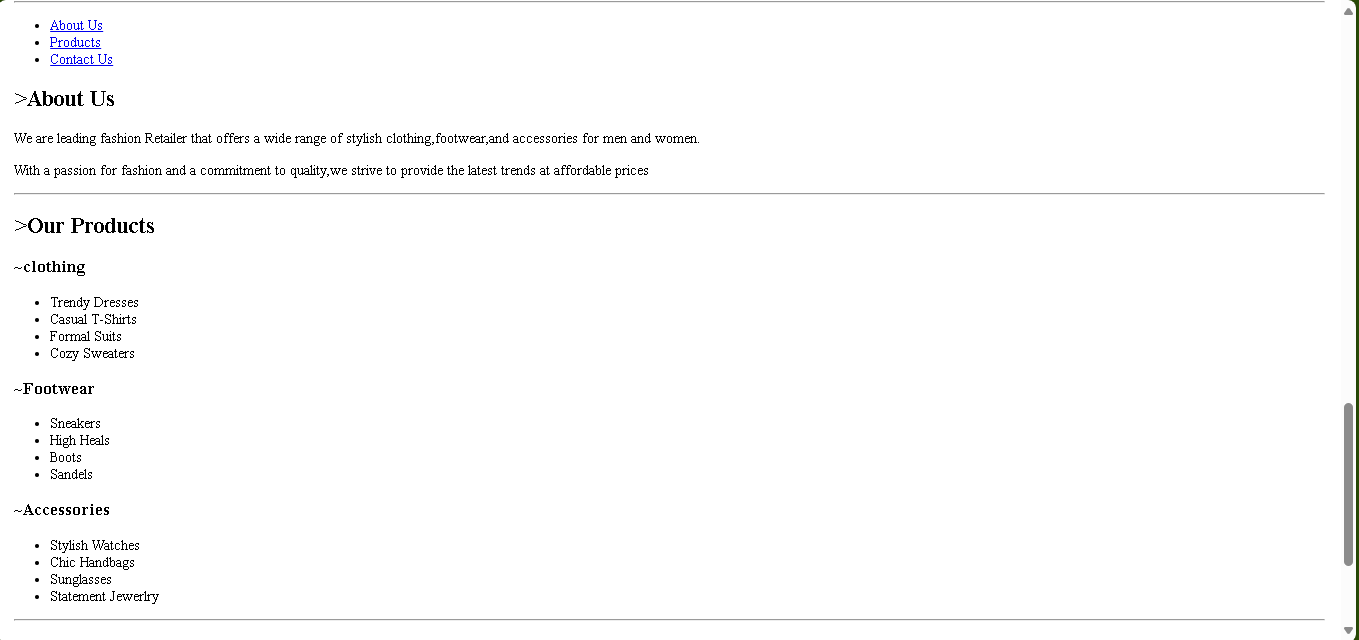 About Us
Products
Contact Us
>About Us
We are leading fashion Retailer that offers a wide range of stylish clothing,footwear,and accessories for men and women.
With a passion for fashion and a commitment to quality,we strive to provide the latest trends at affordable prices
>Our Products
~clothing
Trendy Dresses
Casual T-Shirts
Formal Suits
Cozy Sweaters
~Footwear
Sneakers
High Heals
Boots
Sandels
~Accessories
Stylish Watches
Chic Handbags
Sunglasses
Statement Jewerlry